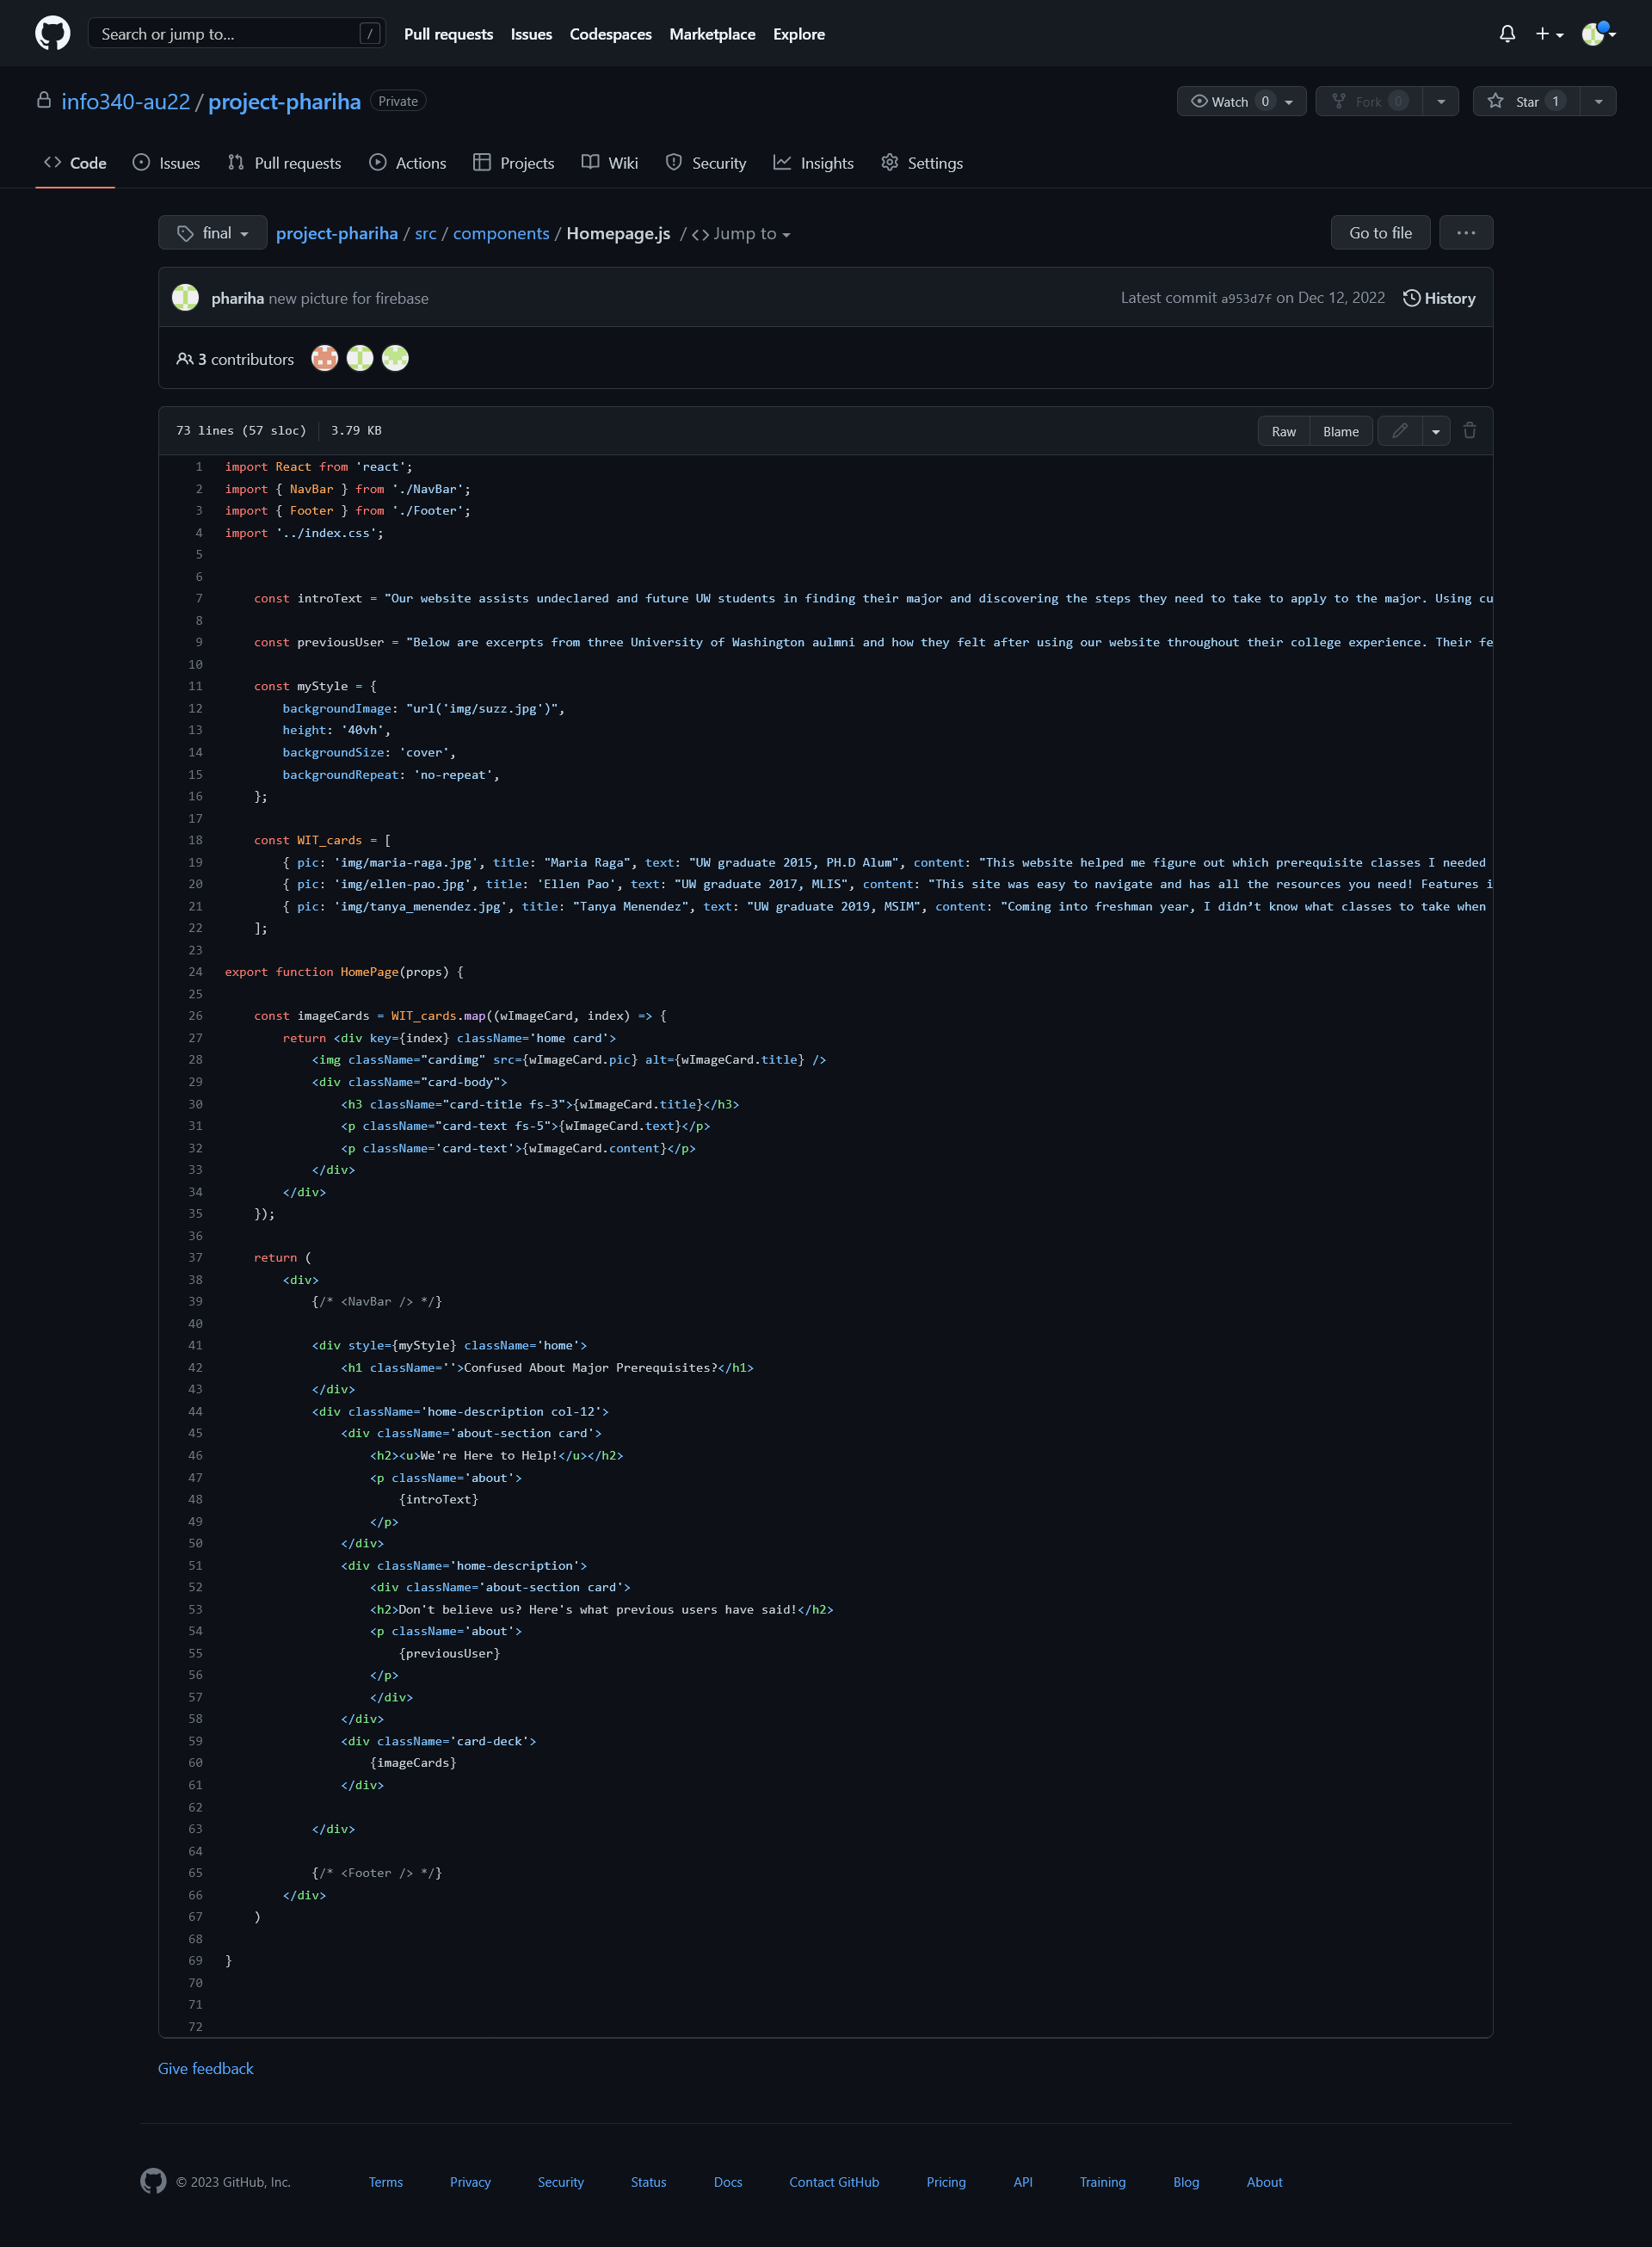 Search or jump to... / Pull requests Issues Codespaces Marketplace Explore
info340-au22 / project-phariha Private Watch 0 Fork 0 Star 1
Code Issues Pull requests Actions Projects Wiki Security Insights Settings
final project-phariha / src / components / Homepage.js / <> Jump to Go to file ...
phariha new picture for firebase Latest commit a953d7f on Dec 12, 2022 History
3 contributors
73 lines (57 sloc) 3.79 KB Raw Blame
1 import React from 'react';
2 import { NavBar } from './NavBar';
3 import { Footer } from './Footer';
4 import '../index.css';
5
6
7     const introText = "Our website assists undeclared and future UW students in finding their major and discovering the steps they need to take to apply to the major. Using cu
8
9     const previousUser = "Below are excerpts from three University of Washington aulmni and how they felt after using our website throughout their college experience. Their fe
10
11     const myStyle = {
12         backgroundImage: "url('img/suzz.jpg')",
13         height: '40vh',
14         backgroundSize: 'cover',
15         backgroundRepeat: 'no-repeat',
16     };
17
18     const WIT_cards = [
19         { pic: 'img/maria-raga.jpg', title: "Maria Raga", text: "UW graduate 2015, PH.D Alum", content: "This website helped me figure out which prerequisite classes I needed
20         { pic: 'img/ellen-pao.jpg', title: 'Ellen Pao', text: "UW graduate 2017, MLIS", content: "This site was easy to navigate and has all the resources you need! Features i
21         { pic: 'img/tanya_menendez.jpg', title: "Tanya Menendez", text: "UW graduate 2019, MSIM", content: "Coming into freshman year, I didn’t know what classes to take when
22     ];
23
24 export function HomePage(props) {
25
26     const imageCards = WIT_cards.map((wImageCard, index) => {
27         return <div key={index} className='home card'>
28             <img className="cardimg" src={wImageCard.pic} alt={wImageCard.title} />
29             <div className="card-body">
30                 <h3 className="card-title fs-3">{wImageCard.title}</h3>
31                 <p className="card-text fs-5">{wImageCard.text}</p>
32                 <p className='card-text'>{wImageCard.content}</p>
33             </div>
34         </div>
35     });
36
37     return (
38         <div>
39             {/* <NavBar /> */}
40
41             <div style={myStyle} className='home'>
42                 <h1 className=''>Confused About Major Prerequisites?</h1>
43             </div>
44             <div className='home-description col-12'>
45                 <div className='about-section card'>
46                     <h2><u>We're Here to Help!</u></h2>
47                     <p className='about'>
48                         {introText}
49                     </p>
50                 </div>
51                 <div className='home-description'>
52                     <div className='about-section card'>
53                     <h2>Don't believe us? Here's what previous users have said!</h2>
54                     <p className='about'>
55                         {previousUser}
56                     </p>
57                     </div>
58                 </div>
59                 <div className='card-deck'>
60                     {imageCards}
61                 </div>
62
63             </div>
64
65             {/* <Footer /> */}
66         </div>
67     )
68
69 }
70
71
72
Give feedback
© 2023 GitHub, Inc. Terms Privacy Security Status Docs Contact GitHub Pricing API Training Blog About